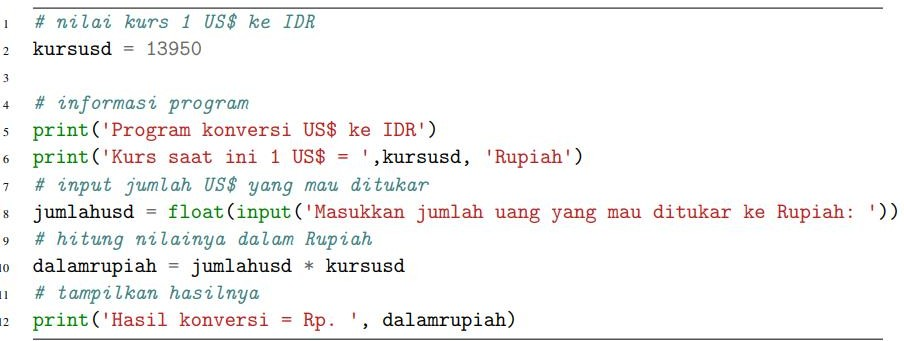 1 # nilai kurs 1 US$ ke IDR
2 kursusd = 13950
3
4 # informasi program
5 print('Program konversi US$ ke IDR')
6 print('Kurs saat ini 1 US$ = ',kursusd, 'Rupiah')
7 # input jumlah US$ yang mau ditukar
8 jumlahusd = float(input('Masukkan jumlah uang yang mau ditukar ke Rupiah: '))
9 # hitung nilainya dalam Rupiah
10 dalamrupiah = jumlahusd * kursusd
11 # tampilkan hasilnya
12 print('Hasil konversi = Rp. ', dalamrupiah)